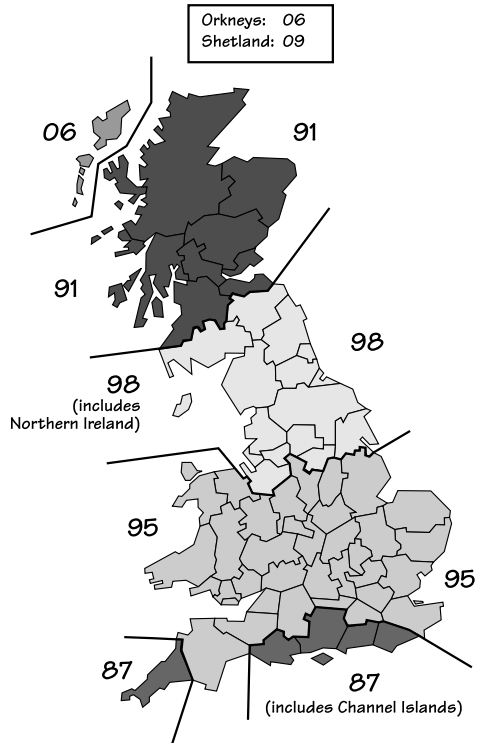 Orkneys: 06
Shetland: 09
06
91
91
98
98
(includes
Northern Ireland)
95
95
87
87
(includes Channel Islands)